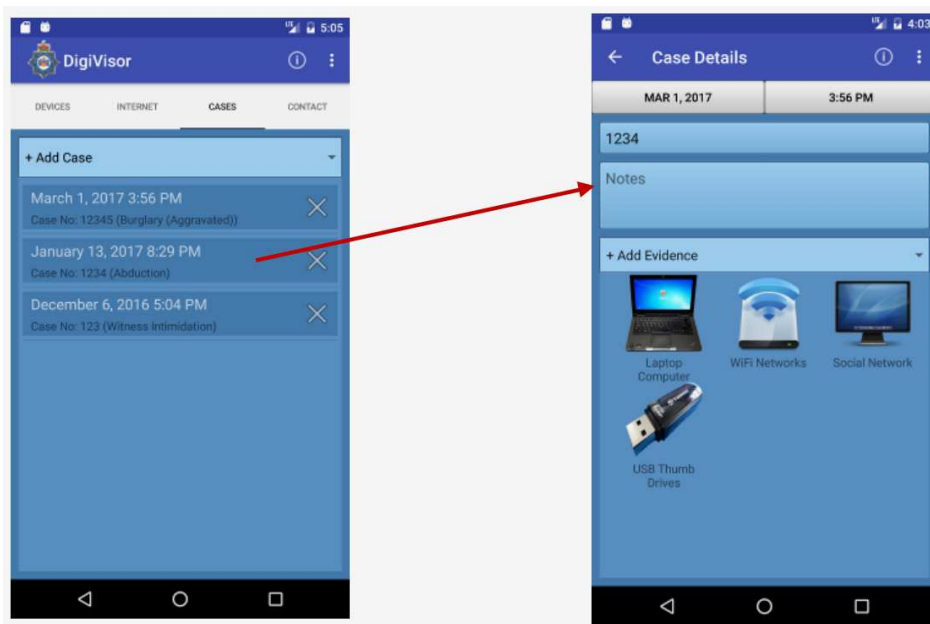 5:05
DigiVisor
DEVICES INTERNET CASES CONTACT
+ Add Case
March 1, 2017 3:56 PM
Case No: 12345 (Burglary (Aggravated))
January 13, 2017 8:29 PM
Case No: 1234 (Abduction)
December 6, 2016 5:04 PM
Case No: 123 (Witness Intimidation)
4:03
Case Details
MAR 1, 2017 3:56 PM
1234
Notes
+ Add Evidence
Laptop
Computer
WiFi Networks
Social Network
USB Thumb
Drives